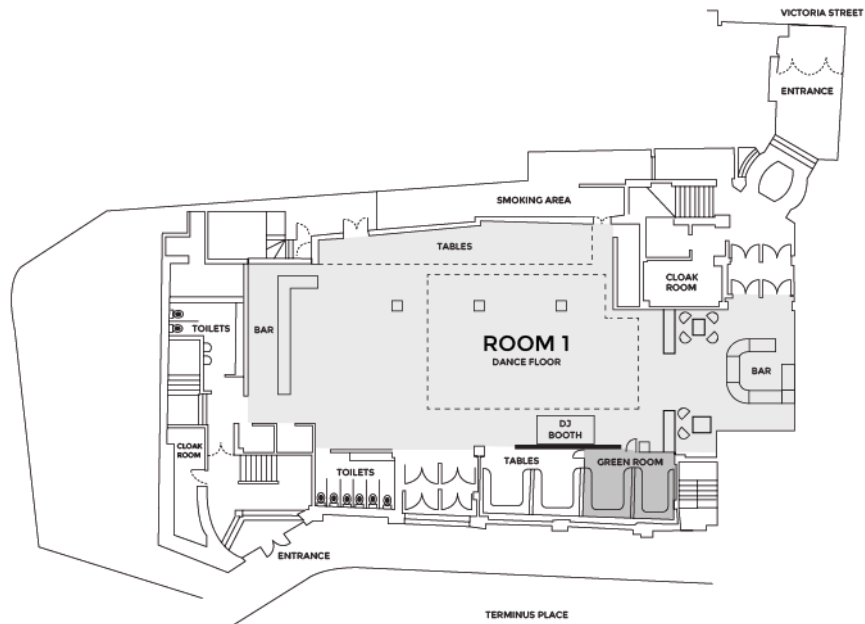 VICTORIA STREET
ENTRANCE
SMOKING AREA
TABLES
CLOAK
ROOM
TOILETS
BAR
ROOM 1
DANCE FLOOR
BAR
DJ
BOOTH
CLOAK
ROOM
TOILETS
TABLES
GREEN ROOM
ENTRANCE
TERMINUS PLACE